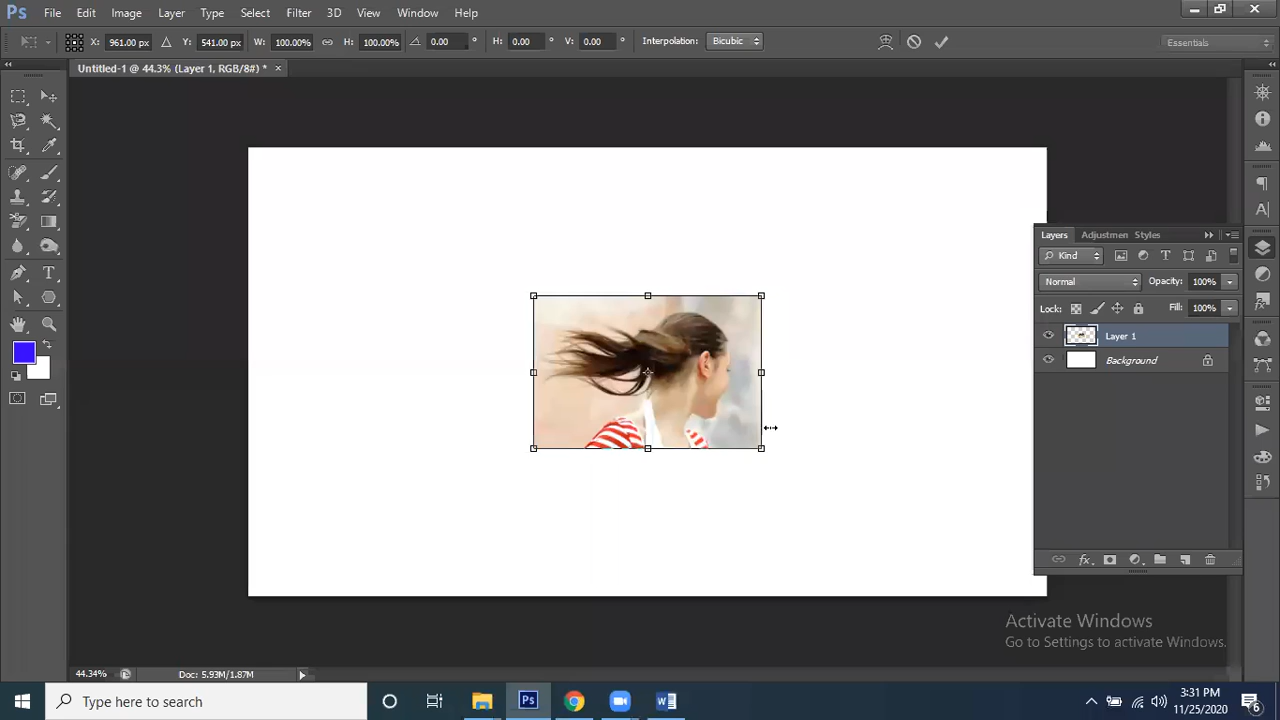 Ps File Edit Image Layer Type Select Filter 3D View Window Help
X: 961.00 px Y: 541.00 px W: 100.00% H: 100.00% 0.00 ° H: 0.00 ° V: 0.00 ° Interpolation: Bicubic Essentials
Untitled-1 @ 44.3% (Layer 1, RGB/8#) * ×
Layers Adjustmen Styles
Kind
Normal Opacity: 100%
Lock: Fill: 100%
Layer 1
Background
Activate Windows
Go to Settings to activate Windows.
44.34% Doc: 5.93M/1.87M
Type here to search
Ps
3:31 PM
11/25/2020
6